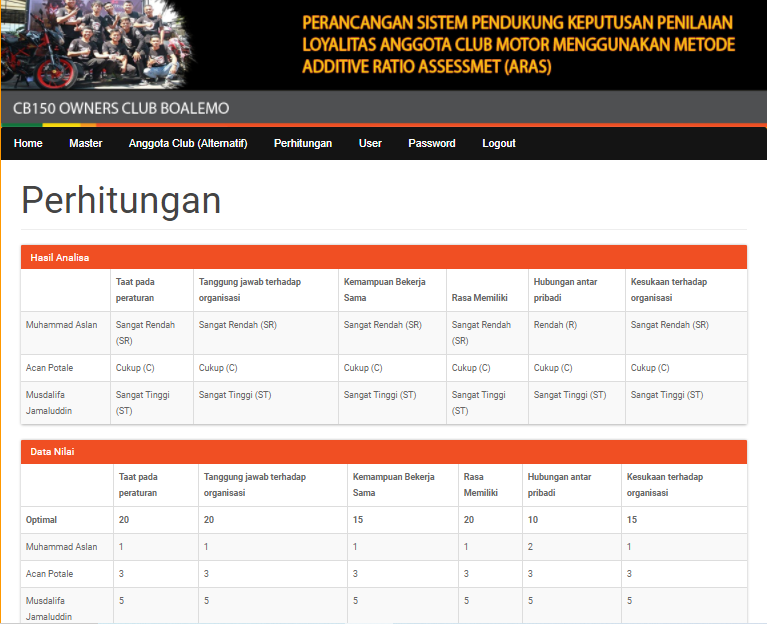 PERANCANGAN SISTEM PENDUKUNG KEPUTUSAN PENILAIAN
LOYALITAS ANGGOTA CLUB MOTOR MENGGUNAKAN METODE
ADDITIVE RATIO ASSESSMET (ARAS)
CB150 OWNERS CLUB BOALEMO
Home Master Anggota Club (Alternatif) Perhitungan User Password Logout
Perhitungan
Hasil Analisa
Taat pada peraturan Tanggung jawab terhadap organisasi Kemampuan Bekerja Sama Rasa Memiliki Hubungan antar pribadi Kesukaan terhadap organisasi
Muhammad Aslan Sangat Rendah (SR) Sangat Rendah (SR) Sangat Rendah (SR) Sangat Rendah (SR) Rendah (R) Sangat Rendah (SR)
Acan Potale Cukup (C) Cukup (C) Cukup (C) Cukup (C) Cukup (C) Cukup (C)
Musdalifa Jamaluddin Sangat Tinggi (ST) Sangat Tinggi (ST) Sangat Tinggi (ST) Sangat Tinggi (ST) Sangat Tinggi (ST) Sangat Tinggi (ST)
Data Nilai
Taat pada peraturan Tanggung jawab terhadap organisasi Kemampuan Bekerja Sama Rasa Memiliki Hubungan antar pribadi Kesukaan terhadap organisasi
Optimal 20 20 15 20 10 15
Muhammad Aslan 1 1 1 1 2 1
Acan Potale 3 3 3 3 3 3
Musdalifa Jamaluddin 5 5 5 5 5 5